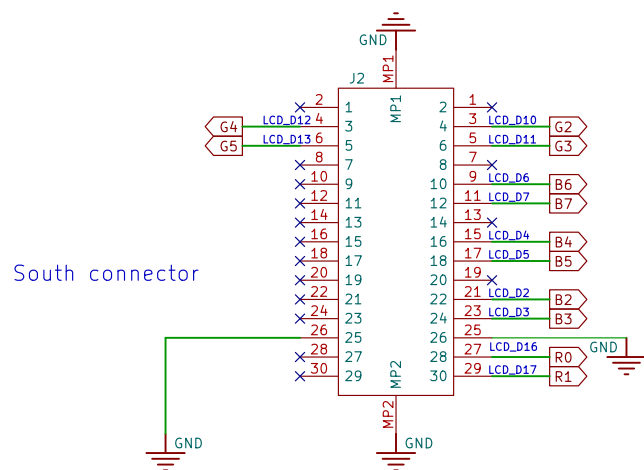 GND
MP1
J2
MP1
2 1 2 1
G4 LCD_D12 4 3 4 3 LCD_D10 G2
G5 LCD_D13 6 5 6 5 LCD_D11 G3
8 7 8 7
10 9 10 9 LCD_D6 B6
12 11 12 11 LCD_D7 B7
14 13 14 13
16 15 16 15 LCD_D4 B4
18 17 18 17 LCD_D5 B5
South connector
20 19 20 19
22 21 22 21 LCD_D2 B2
24 23 24 23 LCD_D3 B3
26 25 26 25 GND
28 27 28 27 LCD_D16 R0
30 29 30 29 LCD_D17 R1
MP2
MP2
GND
GND